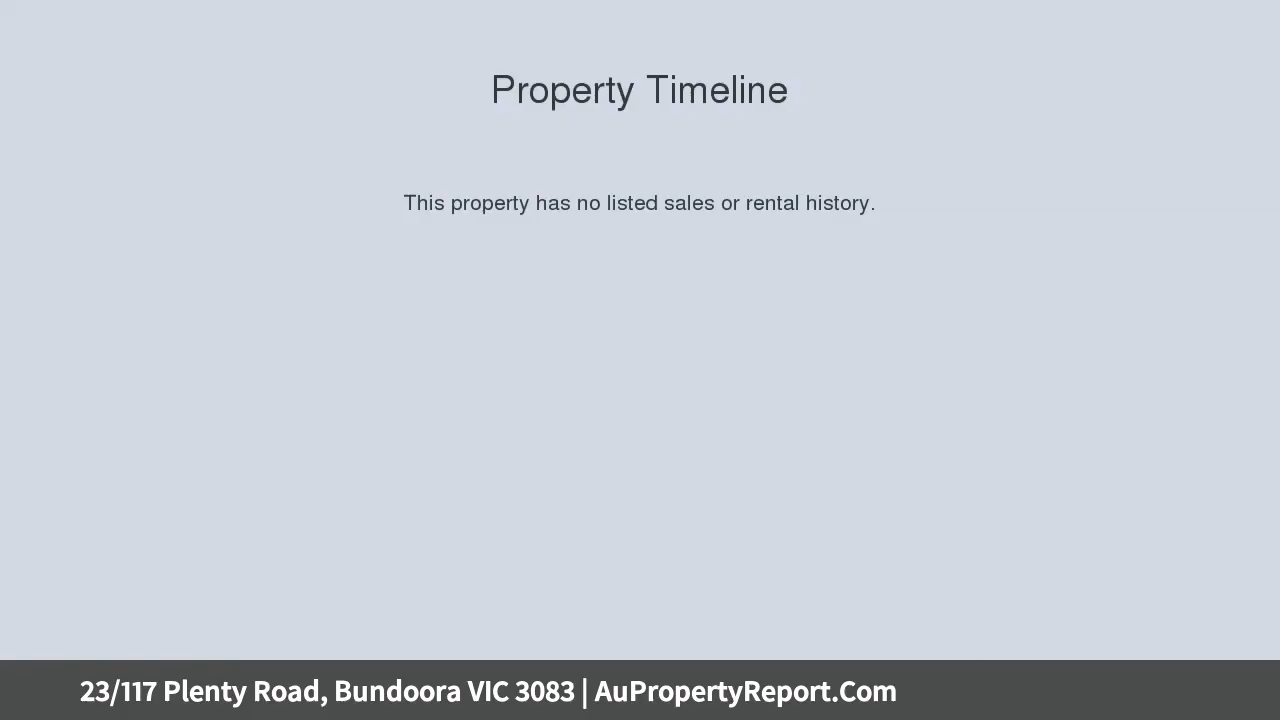 Property Timeline
This property has no listed sales or rental history.
23/117 Plenty Road, Bundoora VIC 3083 | AuPropertyReport.Com